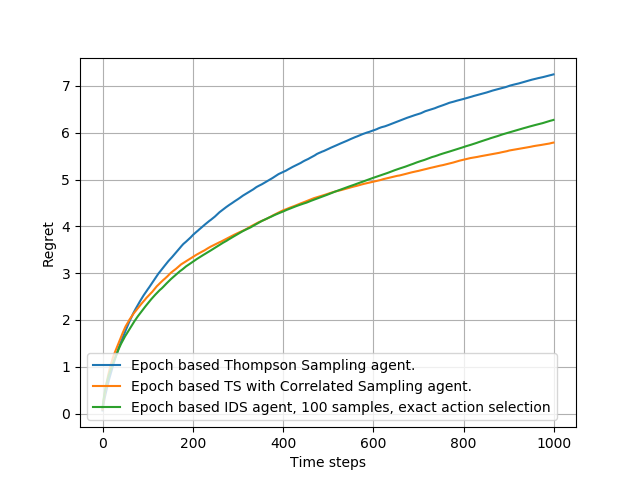 7
6
5
4
3
2
1
0
Regret
Epoch based Thompson Sampling agent.
Epoch based TS with Correlated Sampling agent.
Epoch based IDS agent, 100 samples, exact action selection
0 200 400 600 800 1000
Time steps